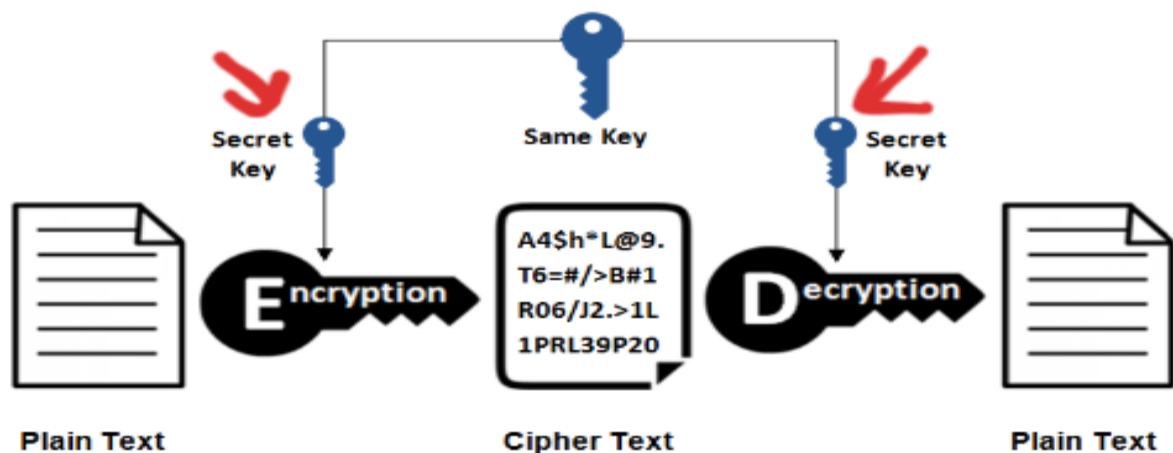 Same Key
Secret
Key
Secret
Key
Encryption
A4$h*L@9.
T6=#/>B#1
R06/J2.>1L
1PRL39P20
Decryption
Plain Text
Cipher Text
Plain Text